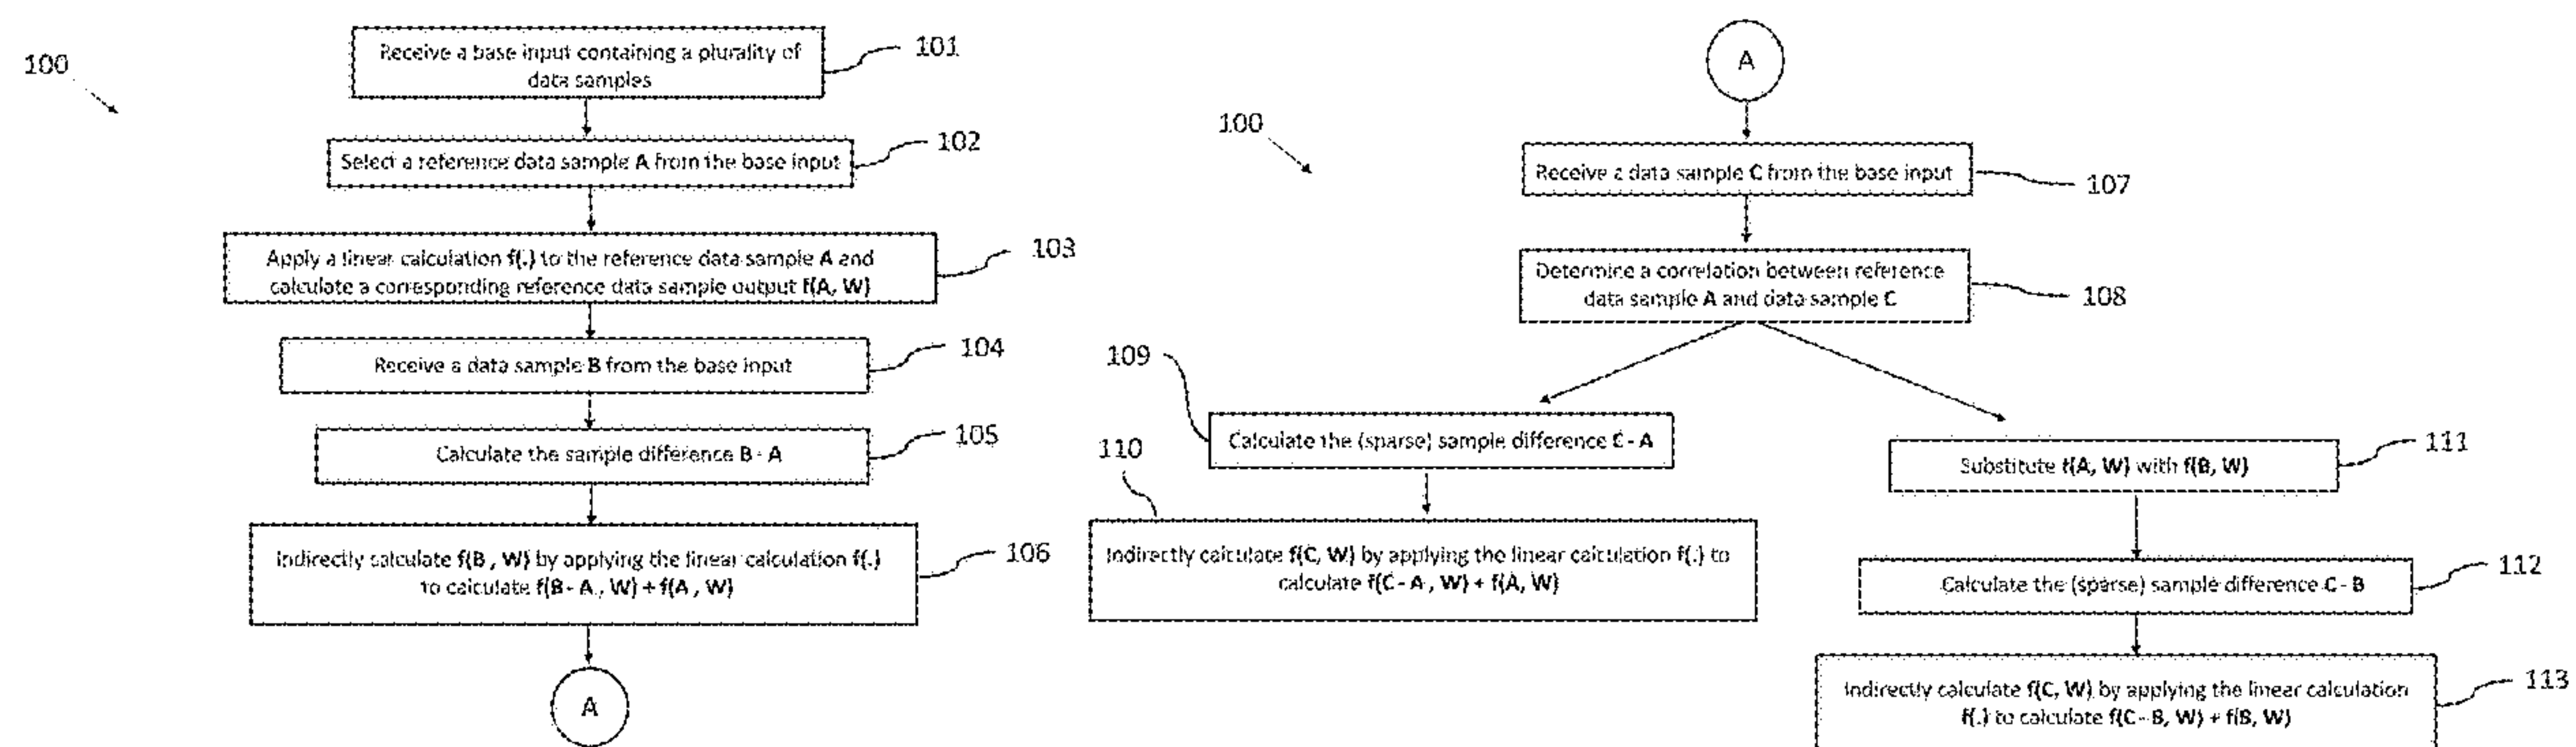 100
Receive a base input containing a plurality of
data samples
101
Select a reference data sample A from the base input
102
Apply a linear calculation f(.) to the reference data sample A and
calculate a corresponding reference data sample output f(A, W)
103
Receive a data sample B from the base input
104
Calculate the sample difference B - A
105
Indirectly calculate f(B , W) by applying the linear calculation f(.)
to calculate f(B - A , W) + f(A , W)
106
A
A
100
Receive a data sample C from the base input
107
Determine a correlation between reference
data sample A and data sample C
108
109
Calculate the (sparse) sample difference C - A
110
Indirectly calculate f(C, W) by applying the linear calculation f(.) to
calculate f(C - A , W) + f(A, W)
Substitute f(A, W) with f(B, W)
111
Calculate the (sparse) sample difference C - B
112
Indirectly calculate f(C, W) by applying the linear calculation
f(.) to calculate f(C - B, W) + f(B, W)
113